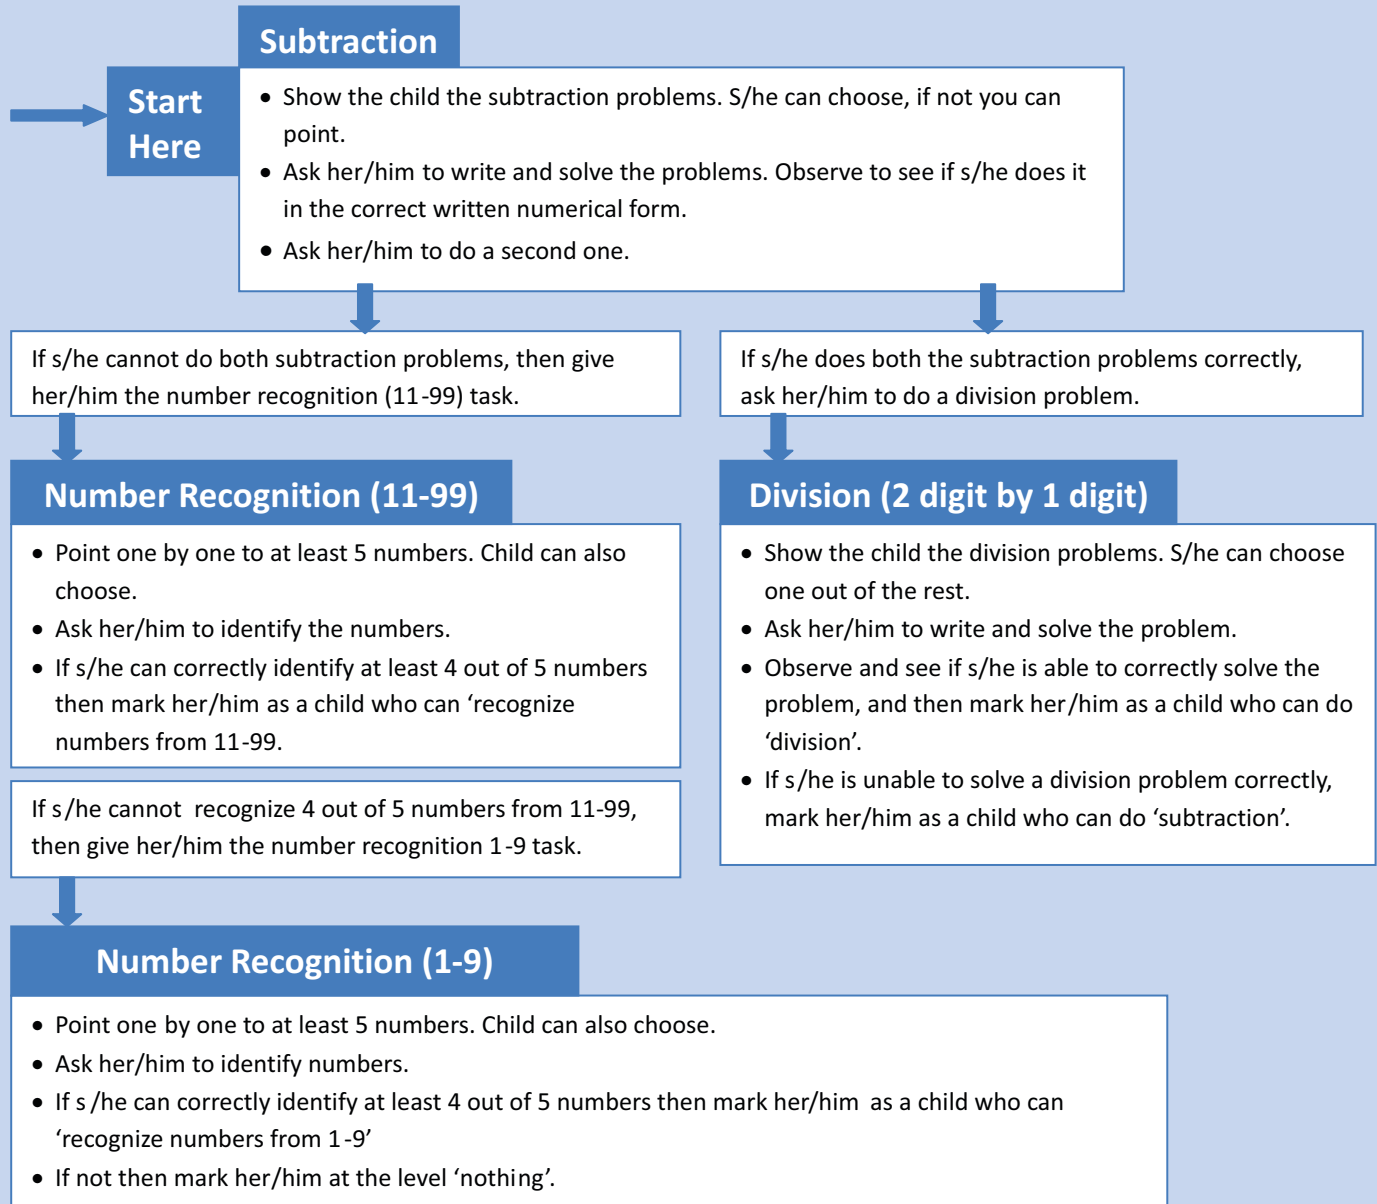 Subtraction
Start
Here
• Show the child the subtraction problems. S/he can choose, if not you can
point.
• Ask her/him to write and solve the problems. Observe to see if s/he does it
in the correct written numerical form.
• Ask her/him to do a second one.
If s/he cannot do both subtraction problems, then give
her/him the number recognition (11-99) task.
If s/he does both the subtraction problems correctly,
ask her/him to do a division problem.
Number Recognition (11-99)
• Point one by one to at least 5 numbers. Child can also
choose.
• Ask her/him to identify the numbers.
• If s/he can correctly identify at least 4 out of 5 numbers
then mark her/him as a child who can ‘recognize
numbers from 11-99.
If s/he cannot recognize 4 out of 5 numbers from 11-99,
then give her/him the number recognition 1-9 task.
Division (2 digit by 1 digit)
• Show the child the division problems. S/he can choose
one out of the rest.
• Ask her/him to write and solve the problem.
• Observe and see if s/he is able to correctly solve the
problem, and then mark her/him as a child who can do
‘division’.
• If s/he is unable to solve a division problem correctly,
mark her/him as a child who can do ‘subtraction’.
Number Recognition (1-9)
• Point one by one to at least 5 numbers. Child can also choose.
• Ask her/him to identify numbers.
• If s/he can correctly identify at least 4 out of 5 numbers then mark her/him as a child who can
‘recognize numbers from 1-9’
• If not then mark her/him at the level ‘nothing’.